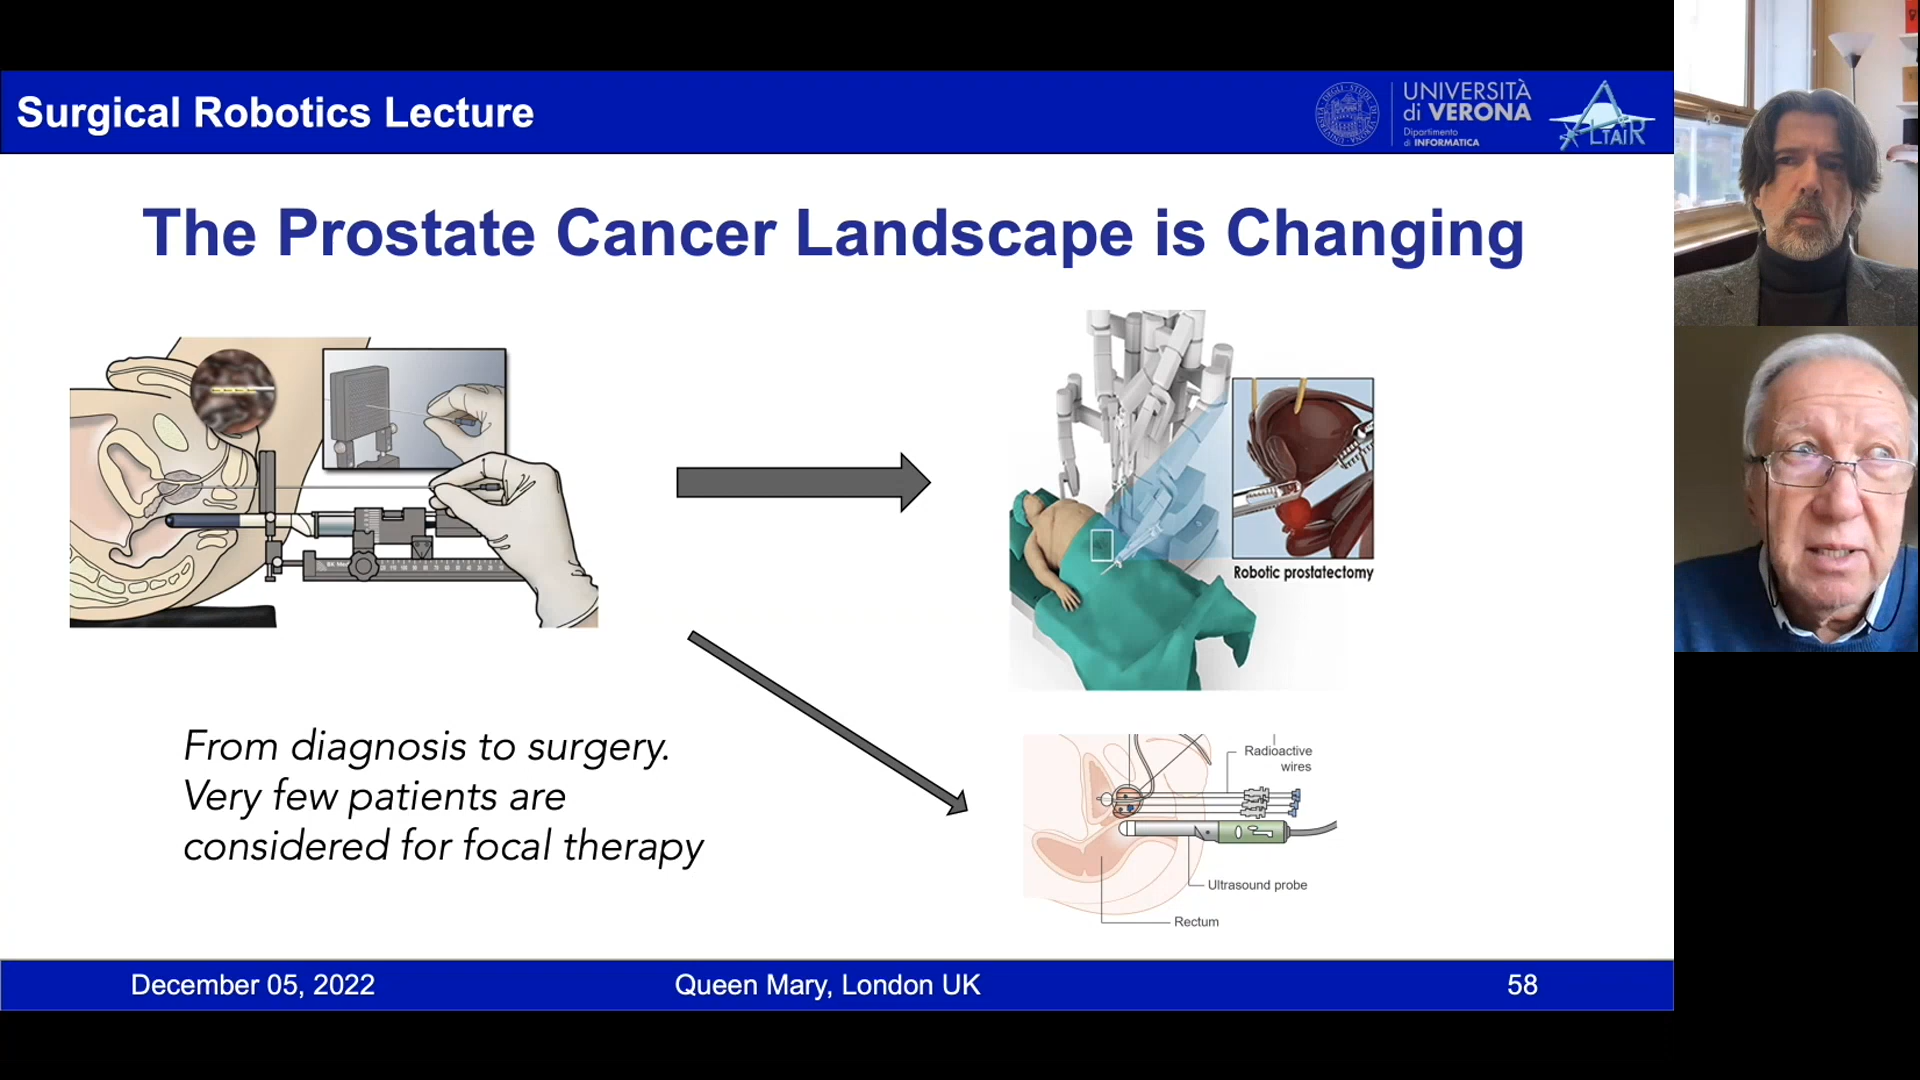 Surgical Robotics Lecture
UNIVERSITÀ
di VERONA
Dipartimento
di INFORMATICA
ALTAIR
The Prostate Cancer Landscape is Changing
Robotic prostatectomy
From diagnosis to surgery.
Very few patients are
considered for focal therapy
Radioactive
wires
Ultrasound probe
Rectum
December 05, 2022
Queen Mary, London UK
58